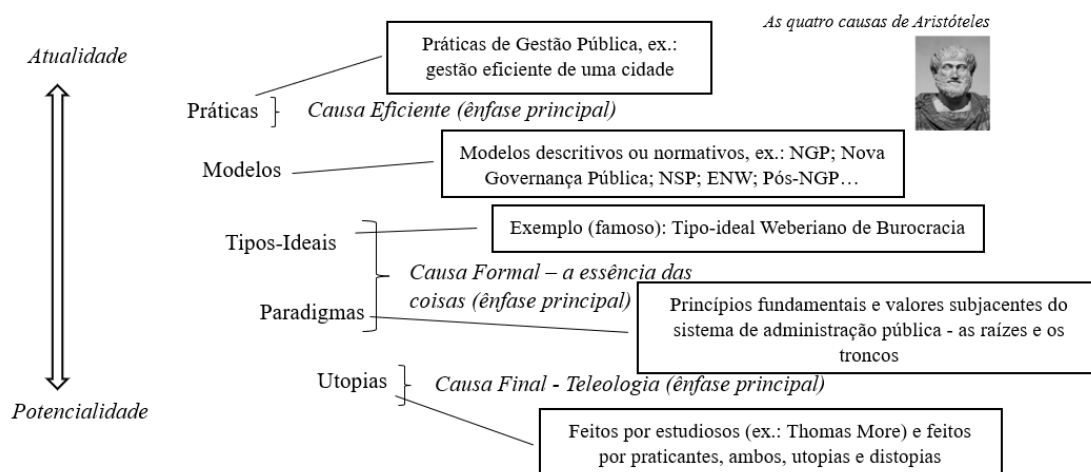 As quatro causas de Aristóteles
Atualidade
Práticas de Gestão Pública, ex.:
gestão eficiente de uma cidade
Práticas
Causa Eficiente (ênfase principal)
Modelos
Modelos descritivos ou normativos, ex.: NGP; Nova
Governança Pública; NSP; ENW; Pós-NGP…
Tipos-Ideais
Exemplo (famoso): Tipo-ideal Weberiano de Burocracia
Causa Formal – a essência das
coisas (ênfase principal)
Paradigmas
Princípios fundamentais e valores subjacentes do
sistema de administração pública - as raízes e os
troncos
Utopias
Causa Final - Teleologia (ênfase principal)
Potencialidade
Feitos por estudiosos (ex.: Thomas More) e feitos
por praticantes, ambos, utopias e distopias